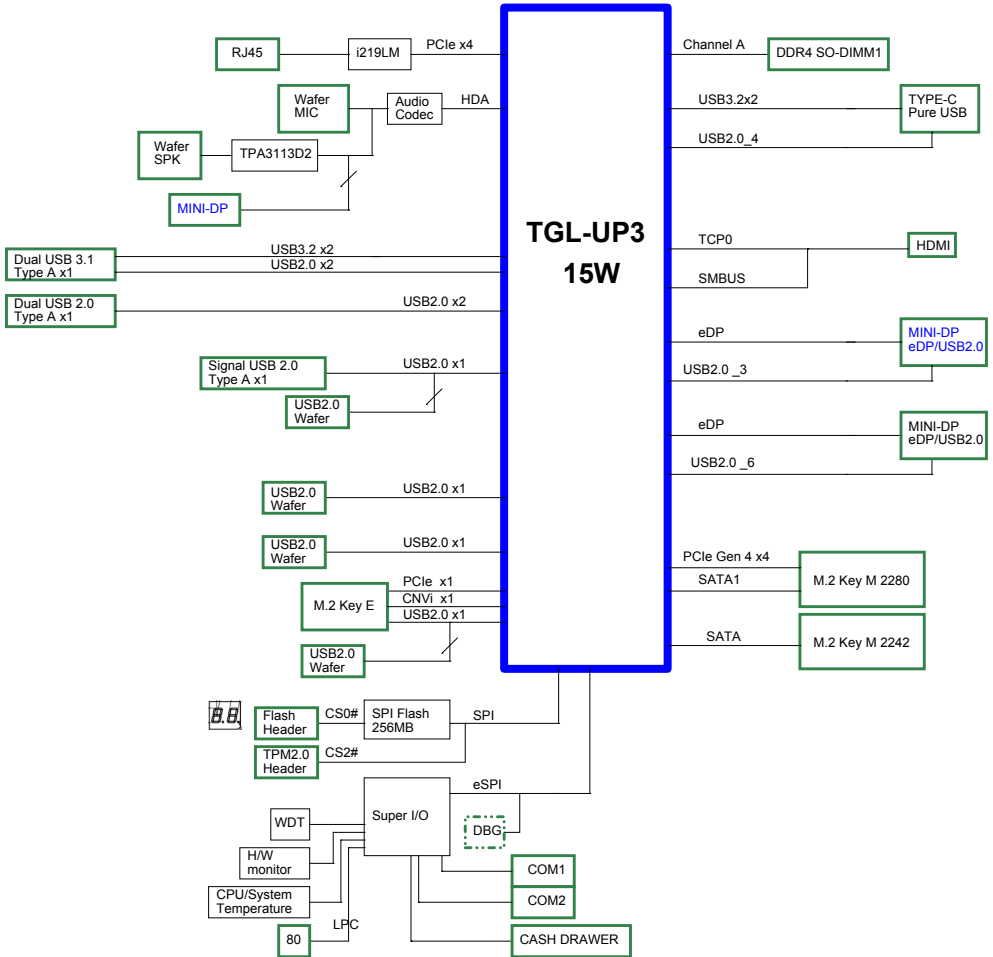 RJ45
i219LM
PCIe x4
Wafer
MIC
Audio
Codec
HDA
Wafer
SPK
TPA3113D2
MINI-DP
Dual USB 3.1
Type A x1
USB3.2 x2
USB2.0 x2
Dual USB 2.0
Type A x1
USB2.0 x2
Signal USB 2.0
Type A x1
USB2.0 x1
USB2.0
Wafer
USB2.0
Wafer
USB2.0 x1
USB2.0
Wafer
USB2.0 x1
M.2 Key E
PCIe x1
CNVi x1
USB2.0 x1
USB2.0
Wafer
TGL-UP3
15W
Channel A
DDR4 SO-DIMM1
USB3.2x2
USB2.0_4
TYPE-C
Pure USB
TCP0
SMBUS
HDMI
eDP
USB2.0 _3
MINI-DP
eDP/USB2.0
eDP
USB2.0 _6
MINI-DP
eDP/USB2.0
PCIe Gen 4 x4
SATA1
M.2 Key M 2280
SATA
M.2 Key M 2242
8.8.
Flash
Header
CS0#
SPI Flash
256MB
SPI
TPM2.0
Header
CS2#
eSPI
Super I/O
DBG
WDT
H/W
monitor
CPU/System
Temperature
LPC
80
COM1
COM2
CASH DRAWER